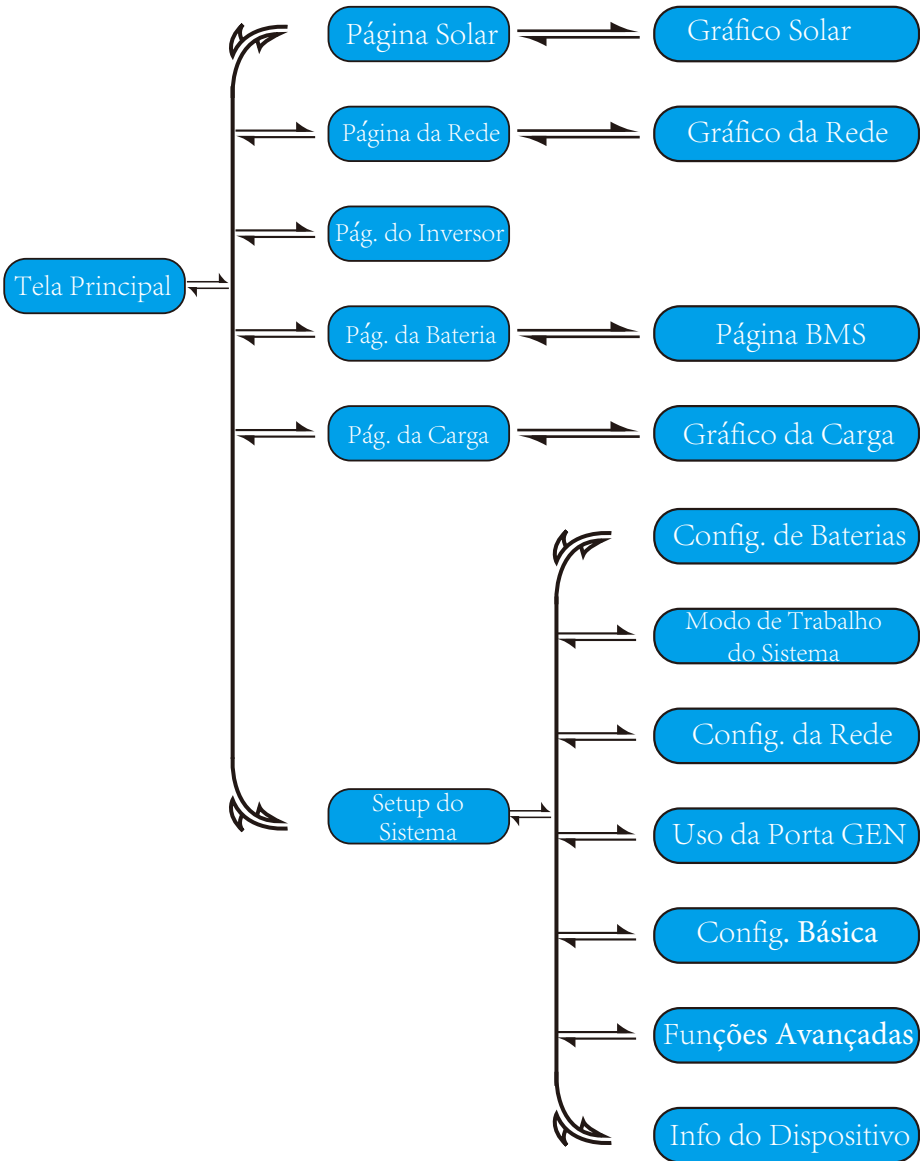 Página Solar
Gráfico Solar
Página da Rede
Gráfico da Rede
Pág. do Inversor
Tela Principal
Pág. da Bateria
Página BMS
Pág. da Carga
Gráfico da Carga
Config. de Baterias
Modo de Trabalho
do Sistema
Config. da Rede
Setup do
Sistema
Uso da Porta GEN
Config. Básica
Funções Avançadas
Info do Dispositivo